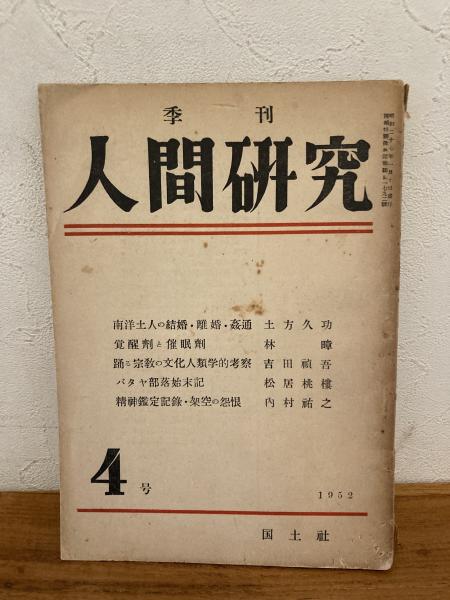 季刊
人間研究
南洋土人の結婚・離婚・姦通 土方久功
覚醒剤と催眠剤 林暲
踊る宗教の文化人類学的考察 吉田禎吾
バタヤ部落始末記 松居桃樓
精神鑑定記録・架空の怨恨 内村祐之
4号
1952
国土社